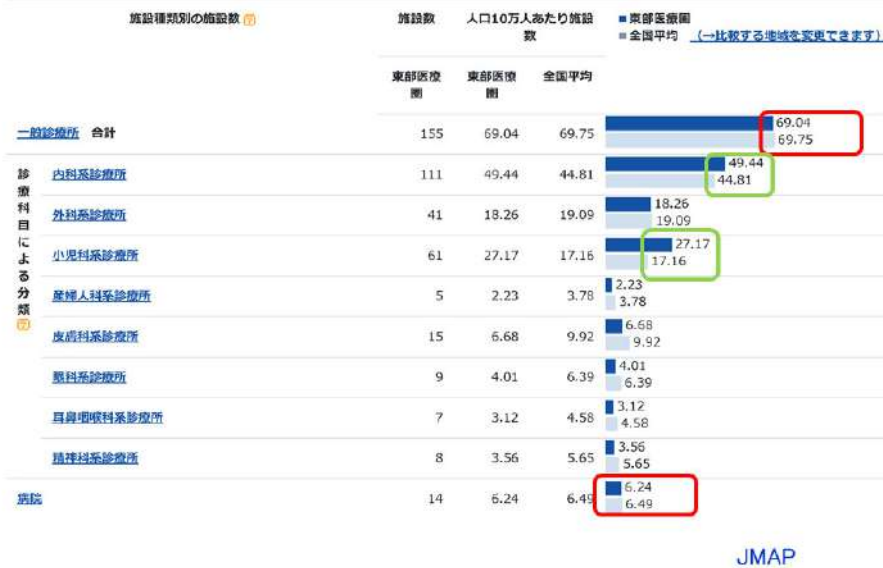 施設種類別の施設数 ?
施設数
人口10万人あたり施設数
■東部医療圏
■全国平均 (→比較する地域を変更できます)
東部医療圏
東部医療圏
全国平均
一般診療所 合計 155 69.04 69.75 69.04
69.75
診療科目による分類 ?
内科系診療所 111 49.44 44.81 49.44
44.81
外科系診療所 41 18.26 19.09 18.26
19.09
小児科系診療所 61 27.17 17.16 27.17
17.16
産婦人科系診療所 5 2.23 3.78 2.23
3.78
皮膚科系診療所 15 6.68 9.92 6.68
9.92
眼科系診療所 9 4.01 6.39 4.01
6.39
耳鼻咽喉科系診療所 7 3.12 4.58 3.12
4.58
精神科系診療所 8 3.56 5.65 3.56
5.65
病院 14 6.24 6.49 6.24
6.49
JMAP